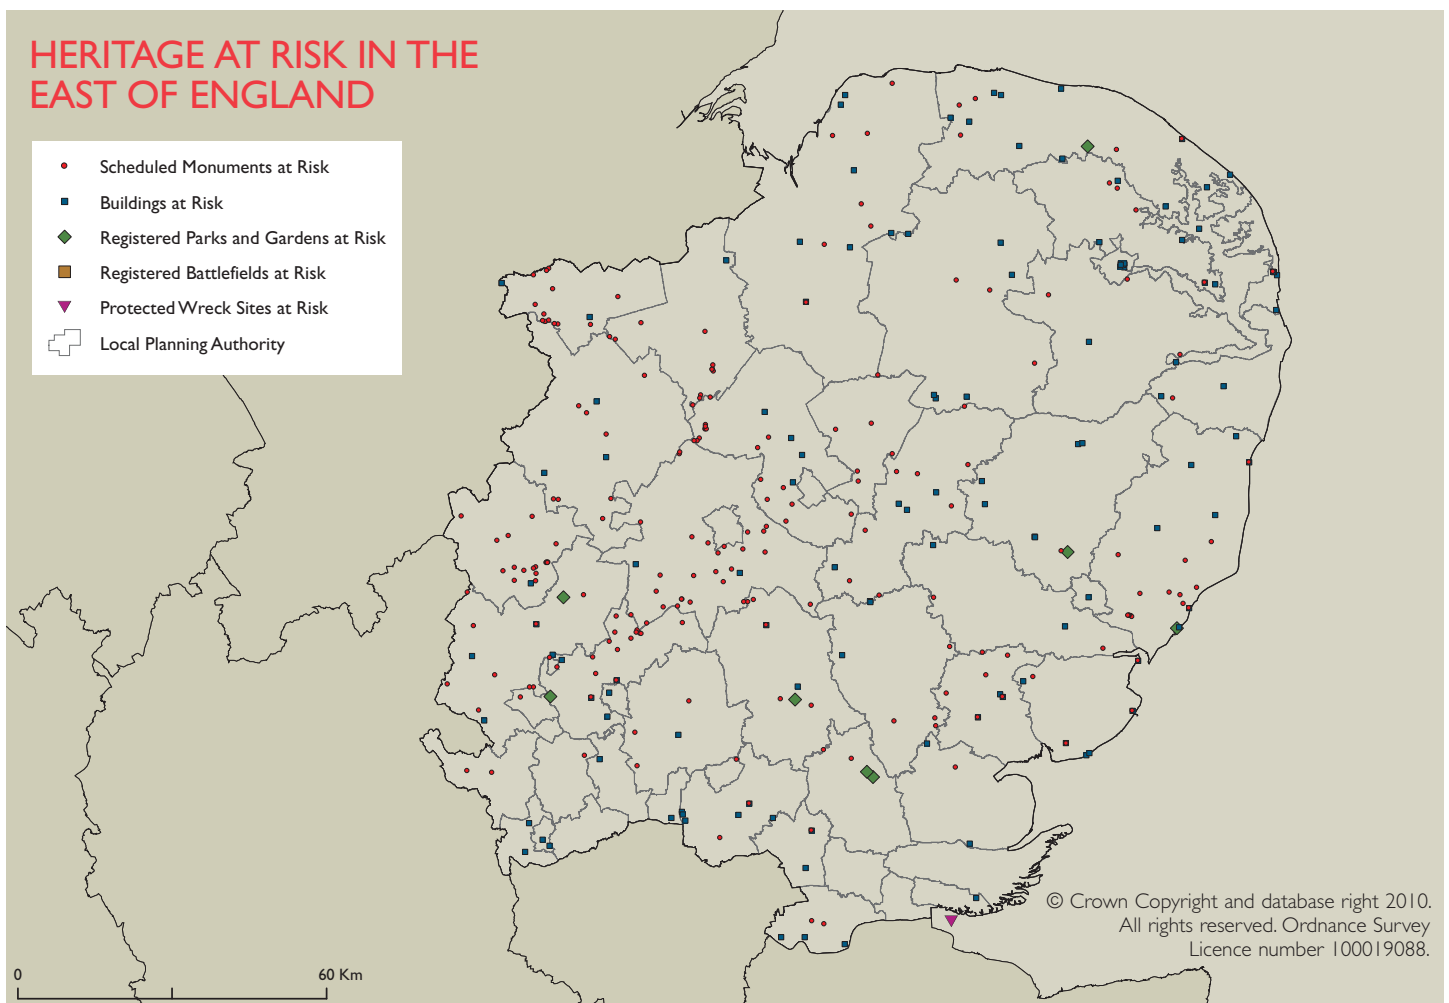 HERITAGE AT RISK IN THE
EAST OF ENGLAND
Scheduled Monuments at Risk
Buildings at Risk
Registered Parks and Gardens at Risk
Registered Battlefields at Risk
Protected Wreck Sites at Risk
Local Planning Authority
© Crown Copyright and database right 2010.
All rights reserved. Ordnance Survey
Licence number 100019088.
0 60 Km